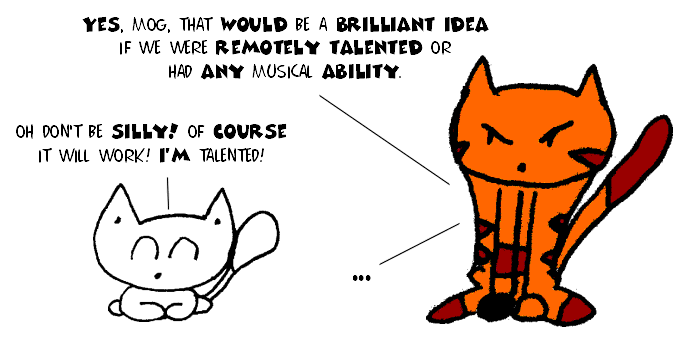 YES, MOG, THAT WOULD BE A BRILLIANT IDEA
IF WE WERE REMOTELY TALENTED OR
HAD ANY MUSICAL ABILITY.
OH DON'T BE SILLY! OF COURSE
IT WILL WORK! I'M TALENTED!
...